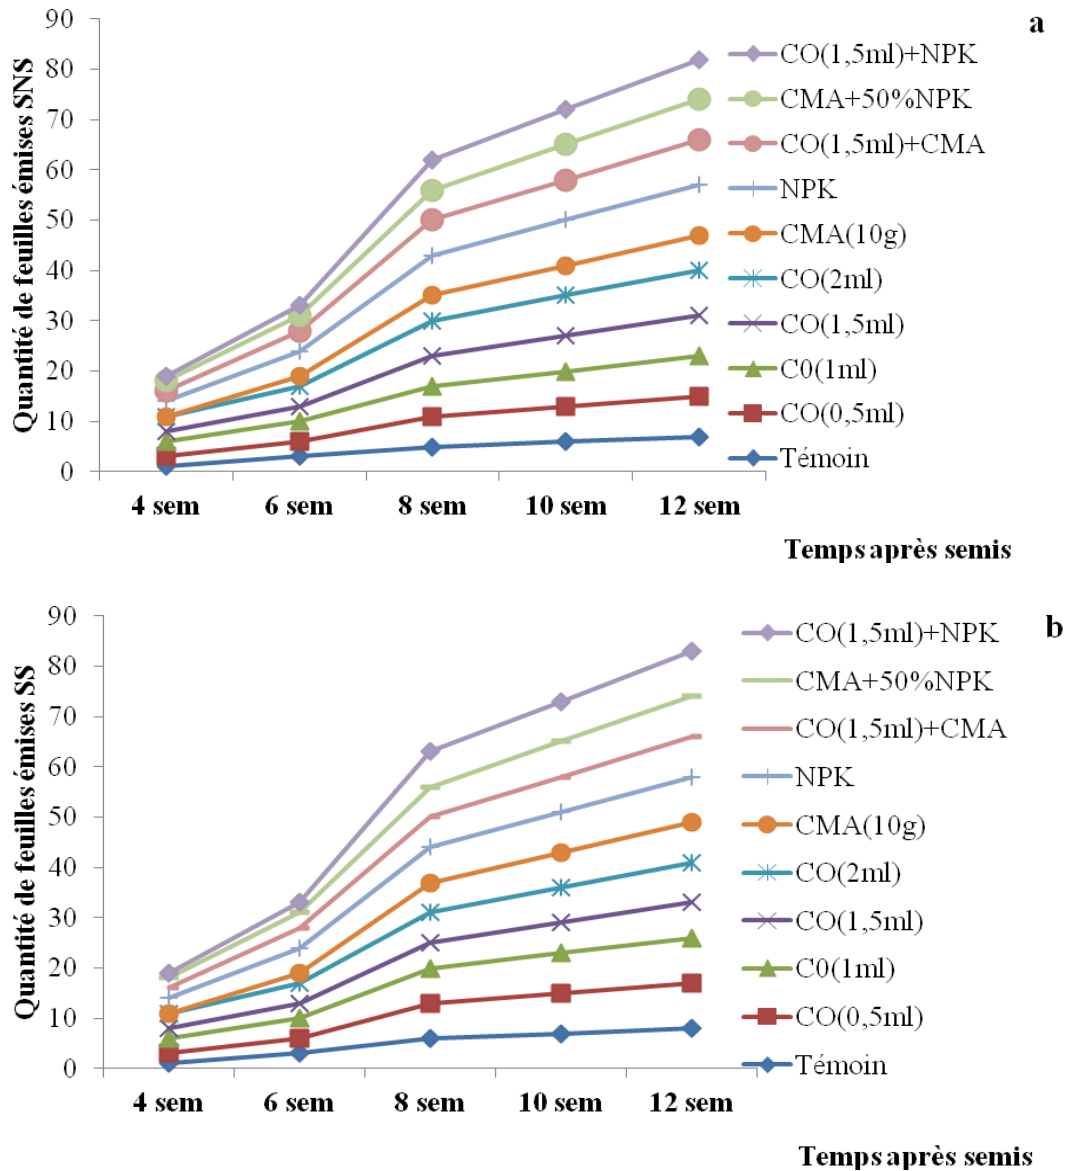 a
Quantité de feuilles émises SNS
90
80
70
60
50
40
30
20
10
0
4 sem
6 sem
8 sem
10 sem
12 sem
Temps après semis
CO(1,5ml)+NPK
CMA+50%NPK
CO(1,5ml)+CMA
NPK
CMA(10g)
CO(2ml)
CO(1,5ml)
C0(1ml)
CO(0,5ml)
Témoin
b
Quantité de feuilles émises SS
90
80
70
60
50
40
30
20
10
0
4 sem
6 sem
8 sem
10 sem
12 sem
Temps après semis
CO(1,5ml)+NPK
CMA+50%NPK
CO(1,5ml)+CMA
NPK
CMA(10g)
CO(2ml)
CO(1,5ml)
C0(1ml)
CO(0,5ml)
Témoin